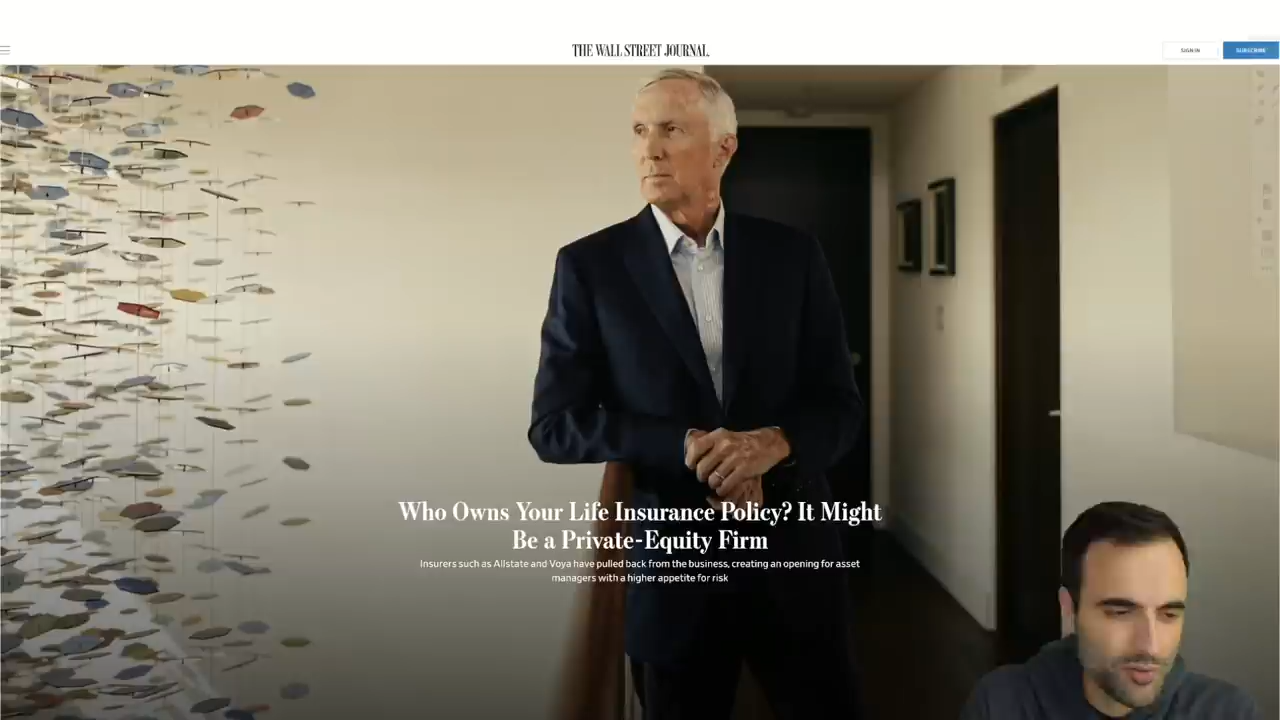 THE WALL STREET JOURNAL.
SIGN IN
SUBSCRIBE
Who Owns Your Life Insurance Policy? It Might
Be a Private-Equity Firm
Insurers such as Allstate and Voya have pulled back from the business, creating an opening for asset
managers with a higher appetite for risk